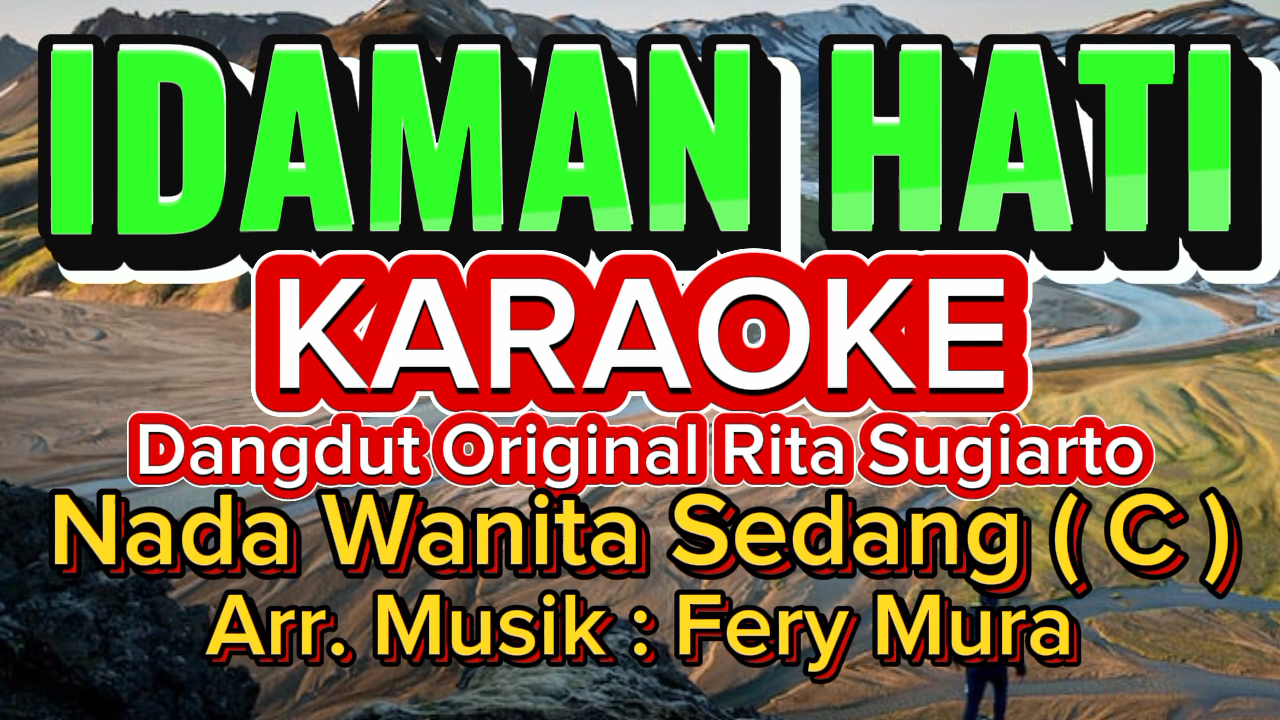 IDAMAN HATI
KARAOKE
Dangdut Original Rita Sugiarto
Nada Wanita Sedang ( C )
Arr. Musik : Fery Mura